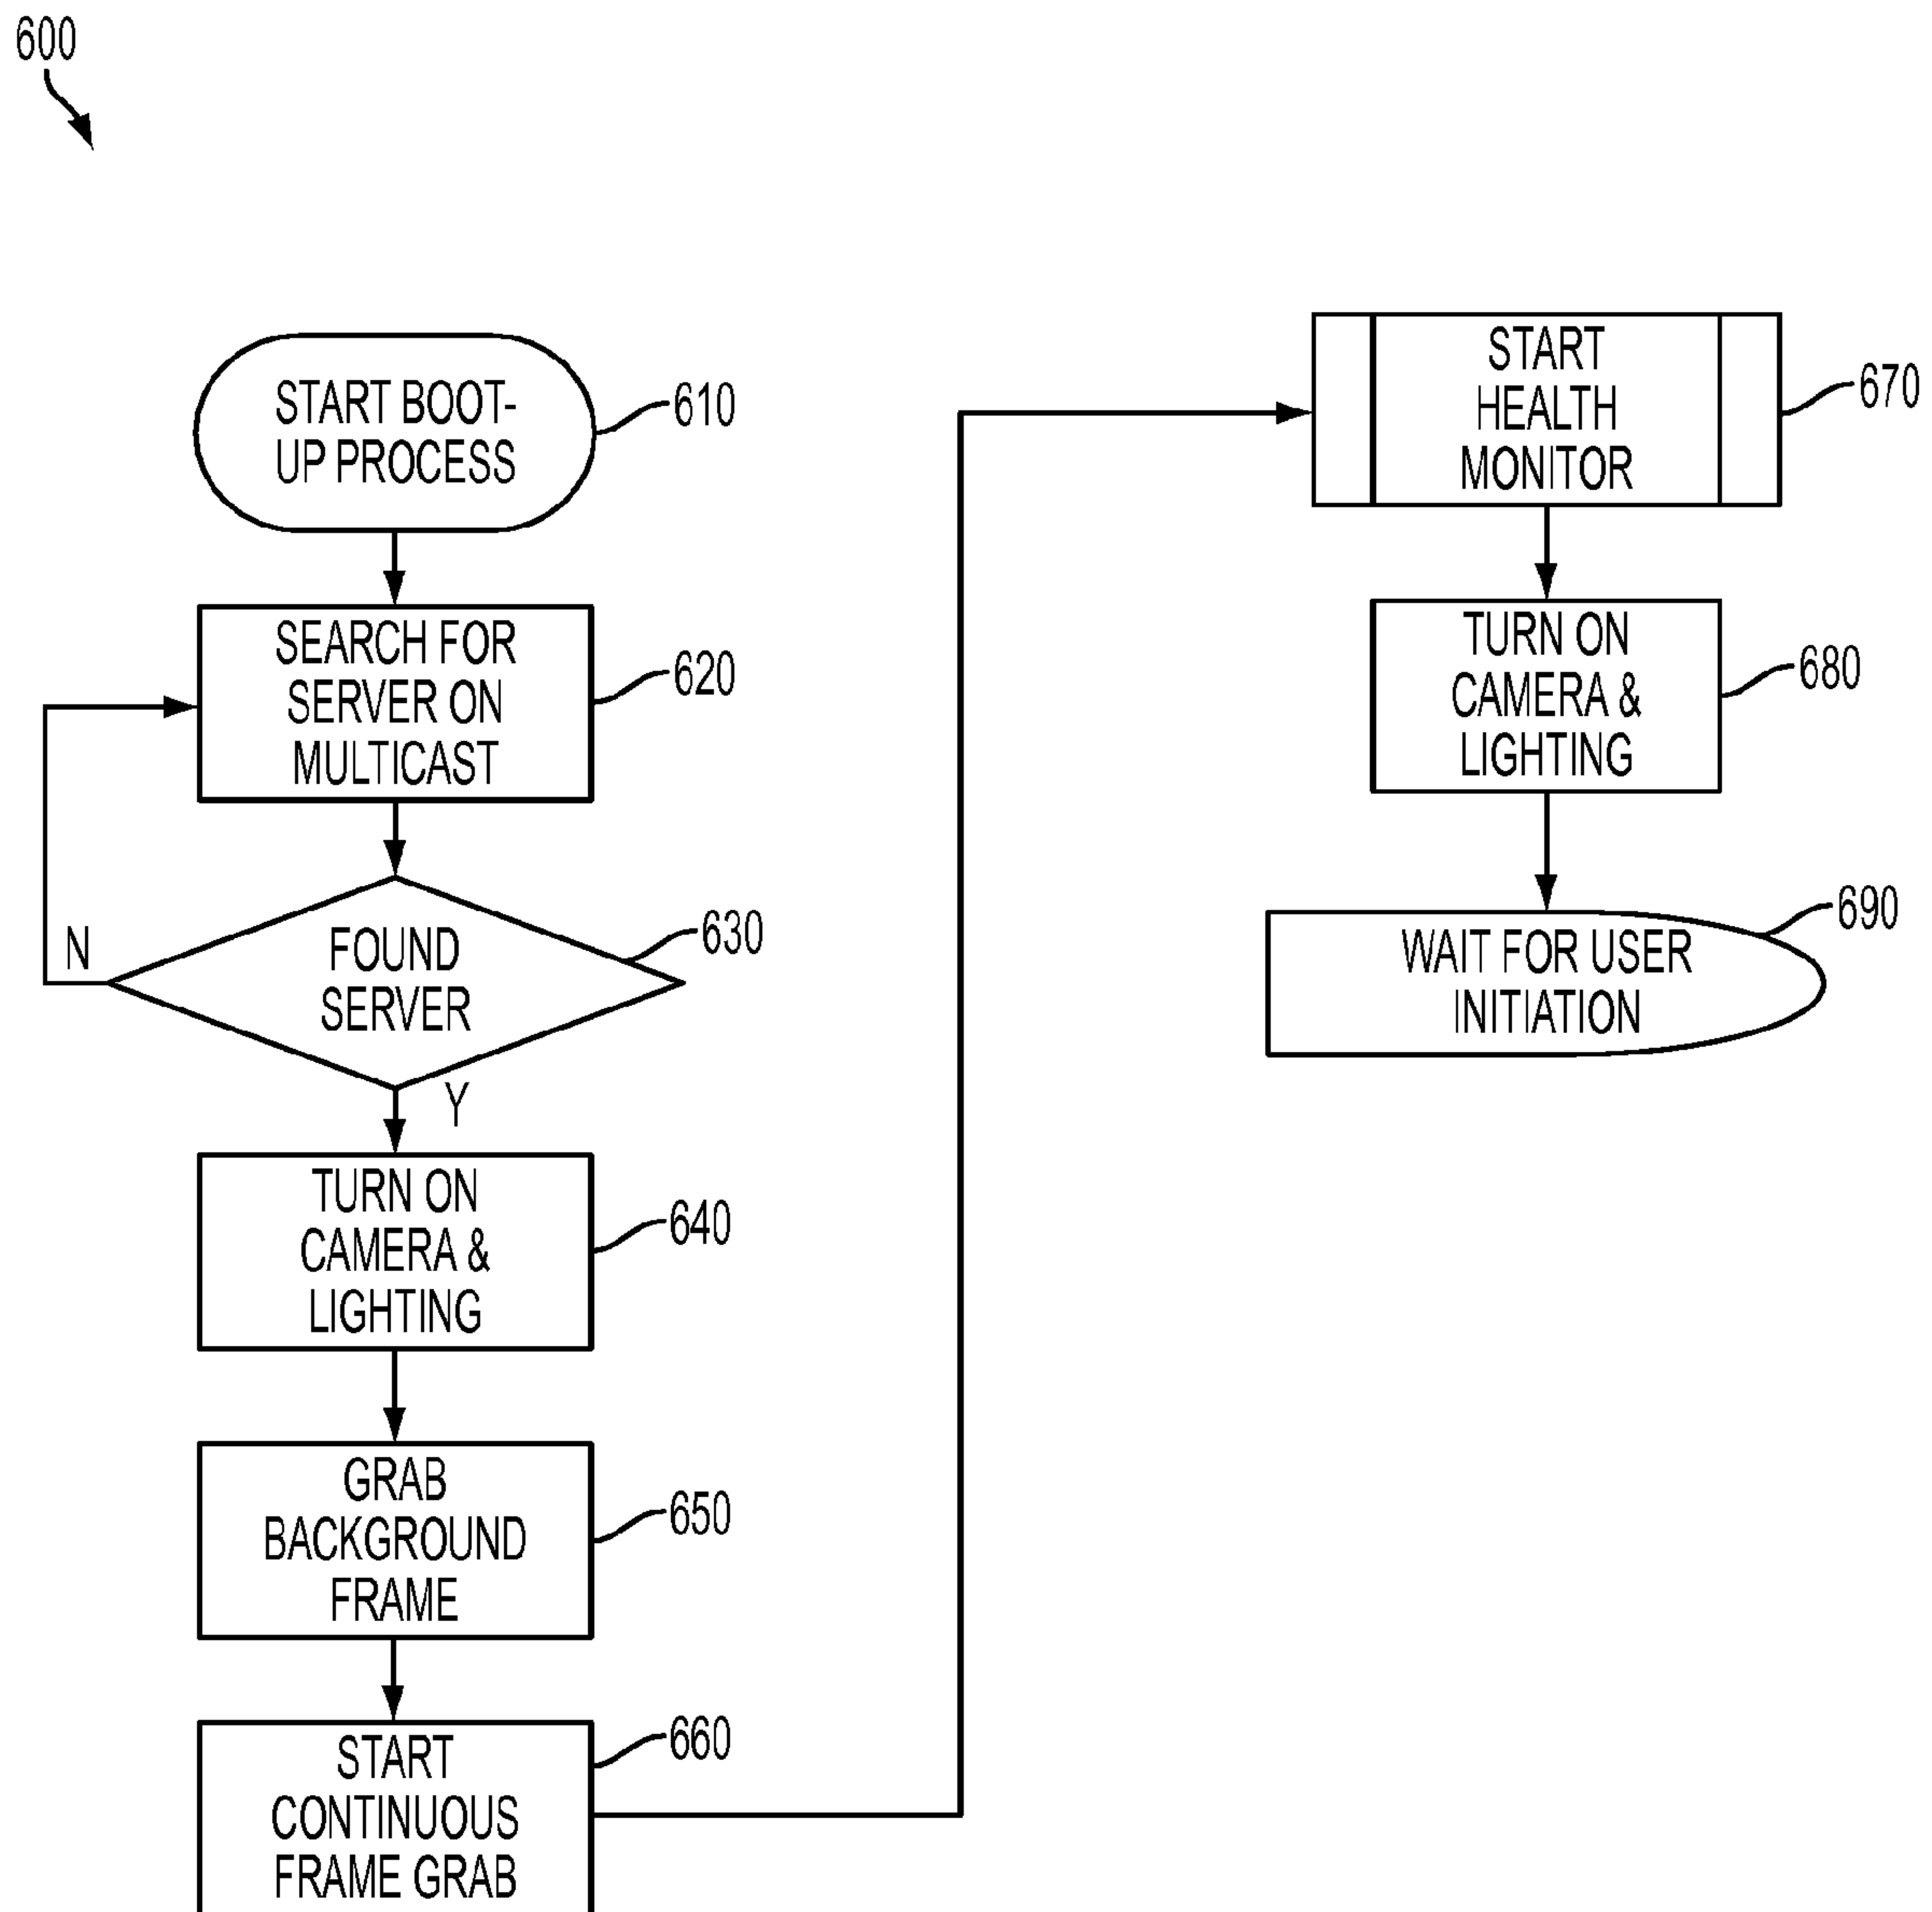 600
START BOOT-
UP PROCESS
610
SEARCH FOR
SERVER ON
MULTICAST
620
FOUND
SERVER
630
N
Y
TURN ON
CAMERA &
LIGHTING
640
GRAB
BACKGROUND
FRAME
650
START
CONTINUOUS
FRAME GRAB
660
START
HEALTH
MONITOR
670
TURN ON
CAMERA &
LIGHTING
680
WAIT FOR USER
INITIATION
690